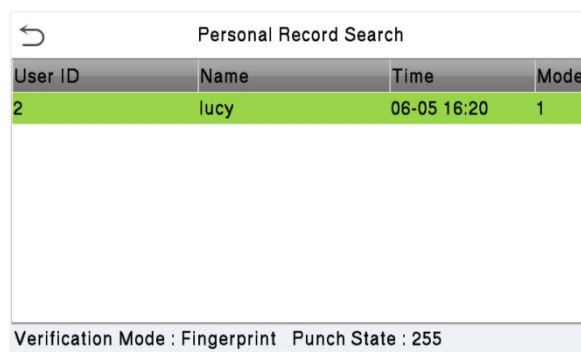 Personal Record Search
User ID Name Time Mode
2 lucy 06-05 16:20 1
Verification Mode : Fingerprint Punch State : 255